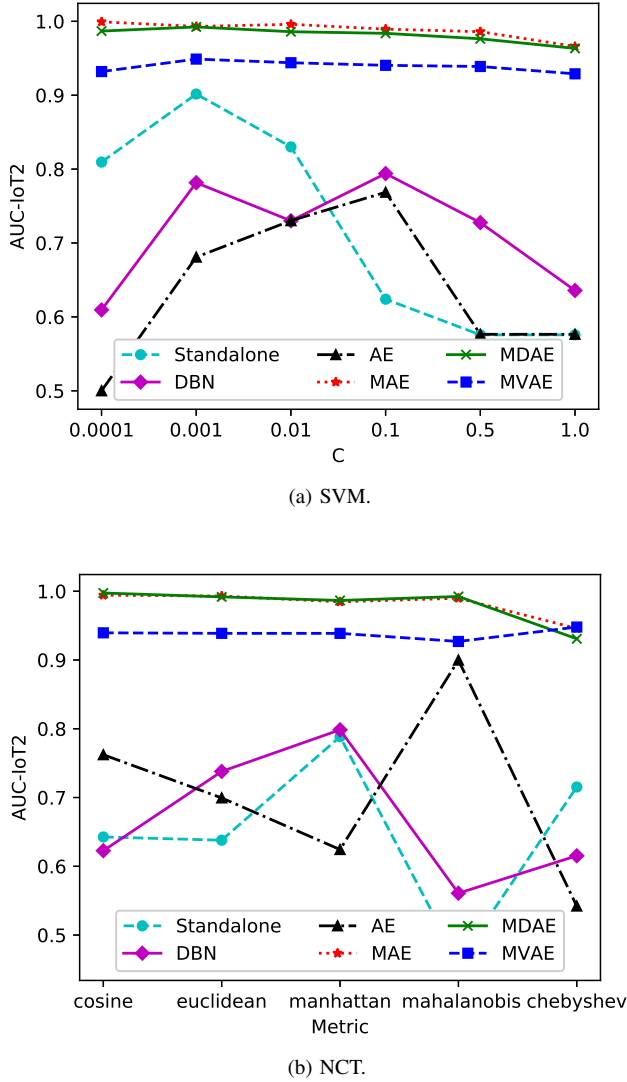 1.0
0.9
0.8
0.7
0.6
0.5
AUC-IoT2
Standalone AE MDAE
DBN MAE MVAE
0.0001 0.001 0.01 0.1 0.5 1.0
C
(a) SVM.
1.0
0.9
0.8
0.7
0.6
0.5
AUC-IoT2
Standalone AE MDAE
DBN MAE MVAE
cosine euclidean manhattan mahalanobis chebyshev
Metric
(b) NCT.